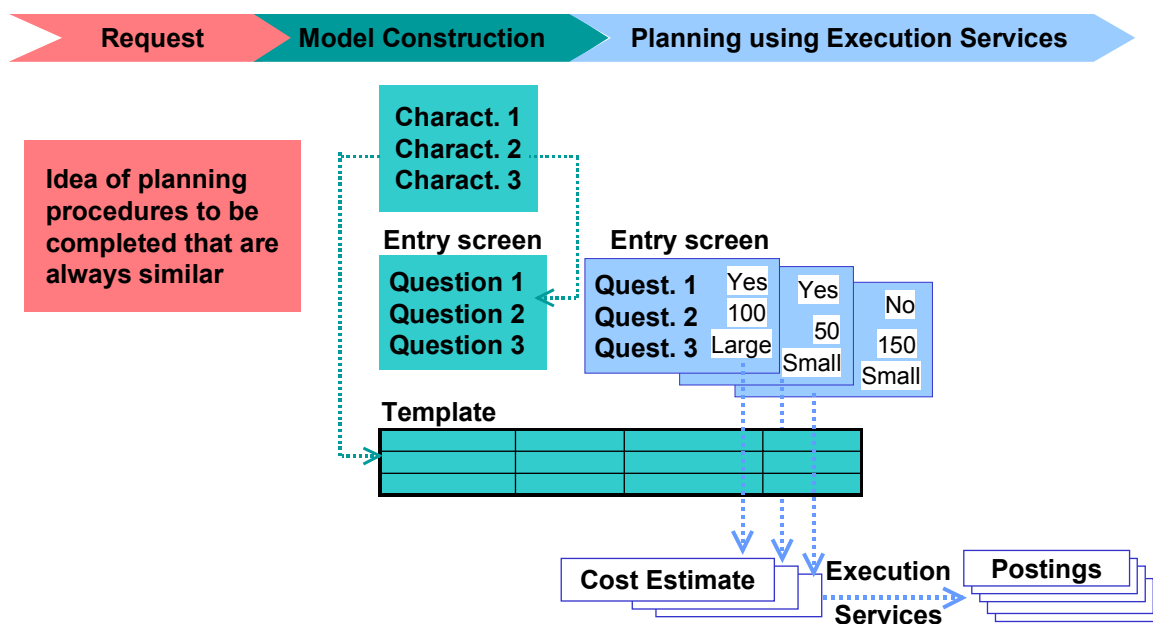 Request
Model Construction
Planning using Execution Services
Idea of planning
procedures to be
completed that are
always similar
Charact. 1
Charact. 2
Charact. 3
Entry screen
Question 1
Question 2
Question 3
Entry screen
Quest. 1 Yes
Quest. 2 100
Quest. 3 Large
Yes
50
Small
No
150
Small
Template
Cost Estimate
Execution
Services
Postings